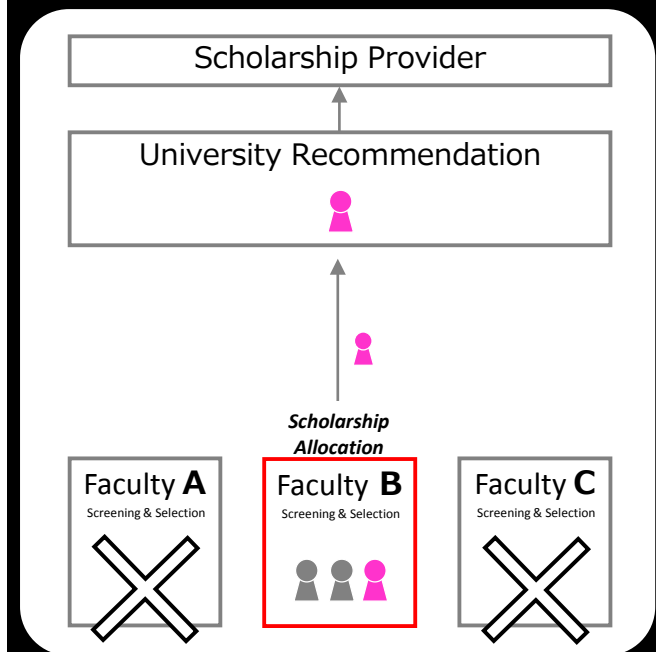 Scholarship Provider
University Recommendation
Scholarship
Allocation
Faculty A
Screening & Selection
Faculty B
Screening & Selection
Faculty C
Screening & Selection